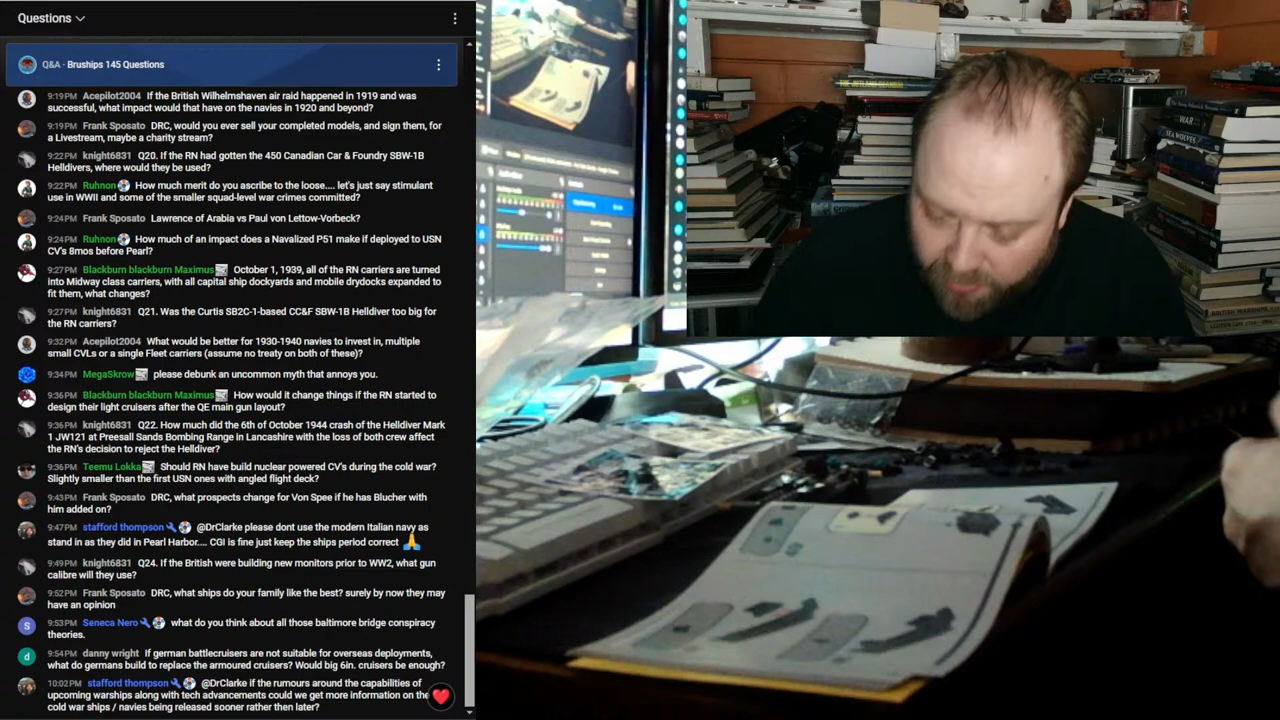 Questions
Q&A · Bruships 145 Questions
9:19PM Acepilot2004 If the British Wilhelmshaven air raid happened in 1919 and was
successful, what impact would that have on the navies in 1920 and beyond?
9:19PM Frank Sposato DRC, would you ever sell your completed models, and sign them, for
a Livestream, maybe a charity stream?
9:22PM knight6831 Q20. If the RN had gotten the 450 Canadian Car & Foundry SBW-1B
Helldivers, where would they be used?
9:22PM Ruhnon How much merit do you ascribe to the loose.... let's just say stimulant
use in WWII and some of the smaller squad-level war crimes committed?
9:24PM Frank Sposato Lawrence of Arabia vs Paul von Lettow-Vorbeck?
9:24PM Ruhnon How much of an impact does a Navalized P51 make if deployed to USN
CV's 8mos before Pearl?
9:27PM Blackburn blackburn Maximus October 1, 1939, all of the RN carriers are turned
into Midway class carriers, with all capital ship dockyards and mobile drydocks expanded to
fit them, what changes?
9:27PM knight6831 Q21. Was the Curtis SB2C-1-based CC&F SBW-1B Helldiver too big for
the RN carriers?
9:32PM Acepilot2004 What would be better for 1930-1940 navies to invest in, multiple
small CVLs or a single Fleet carriers (assume no treaty on both of these)?
9:34PM MegaSkrow please debunk an uncommon myth that annoys you.
9:36PM Blackburn blackburn Maximus How would it change things if the RN started to
design their light cruisers after the QE main gun layout?
9:36PM knight6831 Q22. How much did the 6th of October 1944 crash of the Helldiver Mark
1 JW121 at Preesall Sands Bombing Range in Lancashire with the loss of both crew affect
the RN's decision to reject the Helldiver?
9:36PM Teemu Lokka Should RN have build nuclear powered CV's during the cold war?
Slightly smaller than the first USN ones with angled flight deck?
9:43PM Frank Sposato DRC, what prospects change for Von Spee if he has Blucher with
him added on?
9:47PM stafford thompson @DrClarke please dont use the modern Italian navy as
stand in as they did in Pearl Harbor.... CGI is fine just keep the ships period correct 🙏
9:49PM knight6831 Q24. If the British were building new monitors prior to WW2, what gun
calibre will they use?
9:52PM Frank Sposato DRC, what ships do your family like the best? surely by now they may
have an opinion
9:53PM Seneca Nero what do you think about all those baltimore bridge conspiracy
theories.
9:54PM danny wright If german battlecruisers are not suitable for overseas deployments,
what do germans build to replace the armoured cruisers? Would big 6in. cruisers be enough?
10:02PM stafford thompson @DrClarke if the rumours around the capabilities of
upcoming warships along with tech advancements could we get more information on the
cold war ships / navies being released sooner rather then later?
S
d
WAR
SEA WOLVES